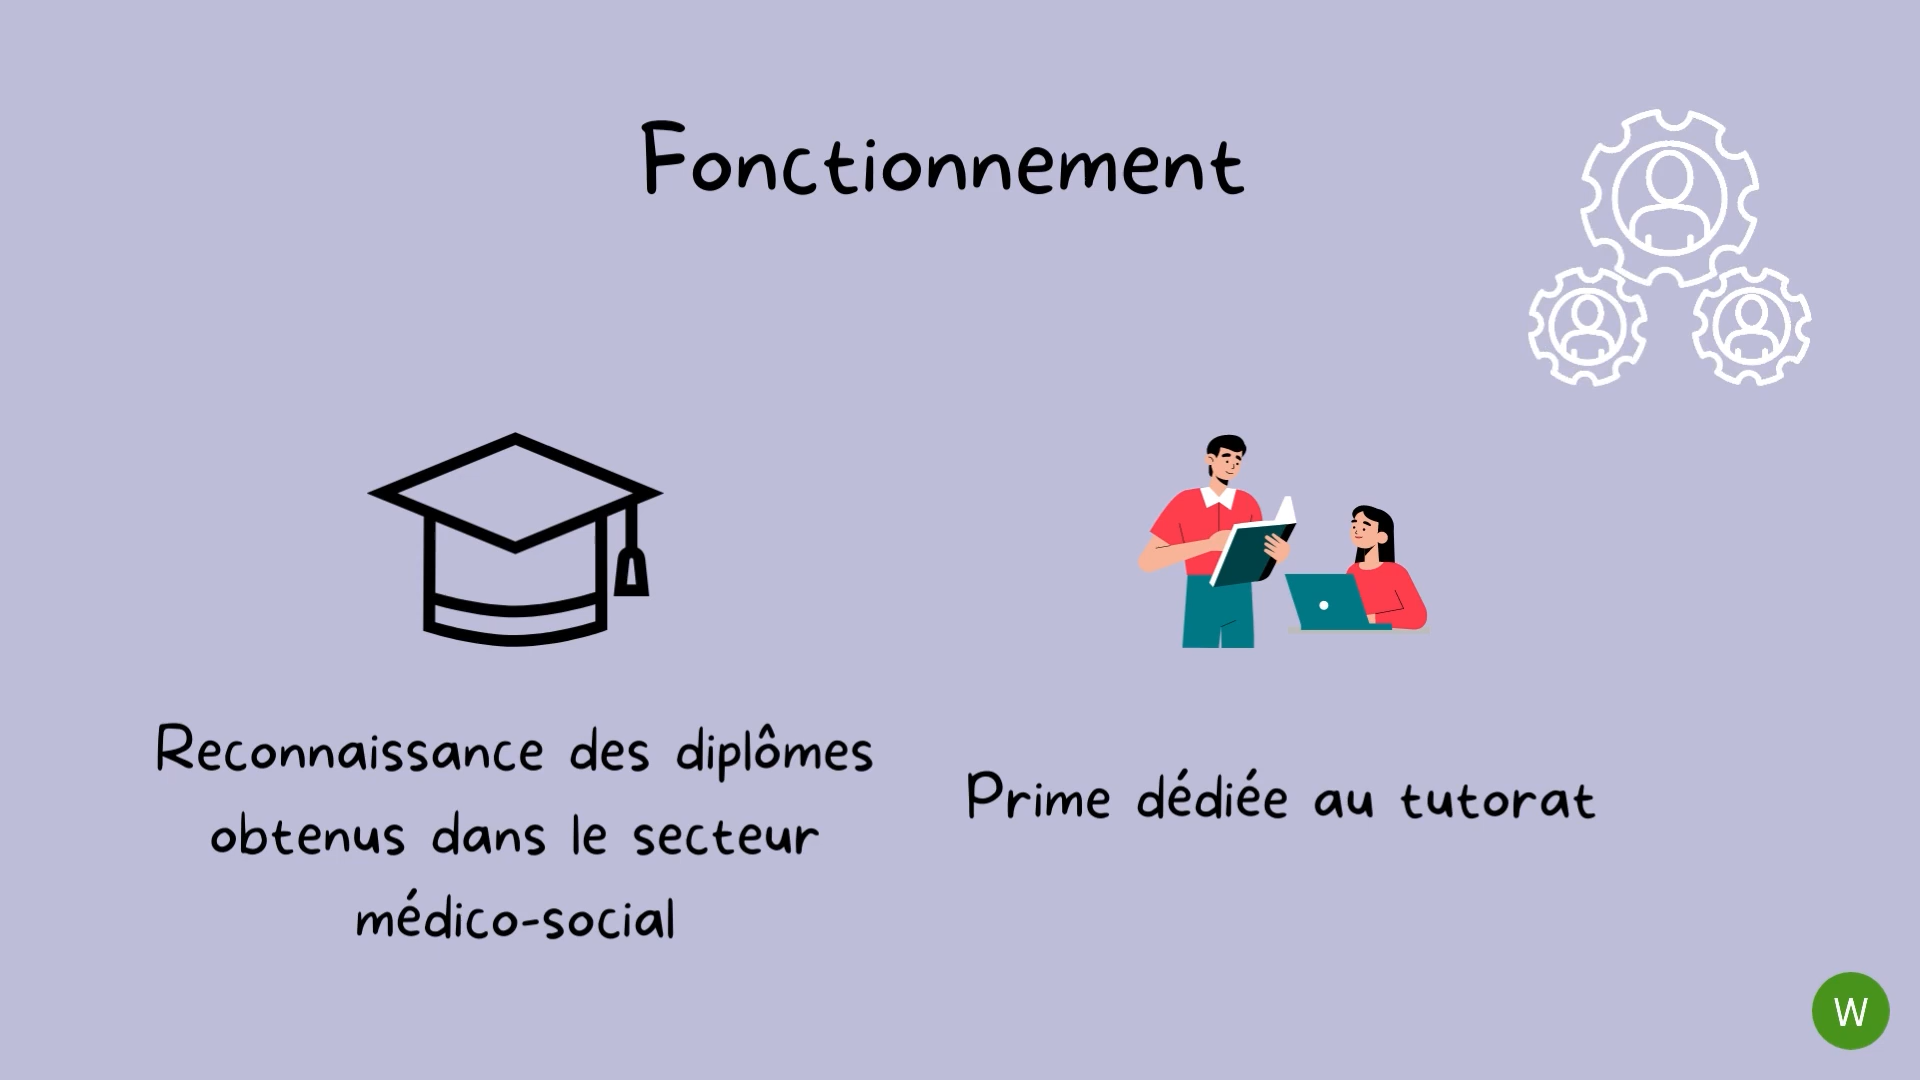 Fonctionnement
Reconnaissance des diplômes
obtenus dans le secteur
médico-social
Prime dédiée au tutorat
W